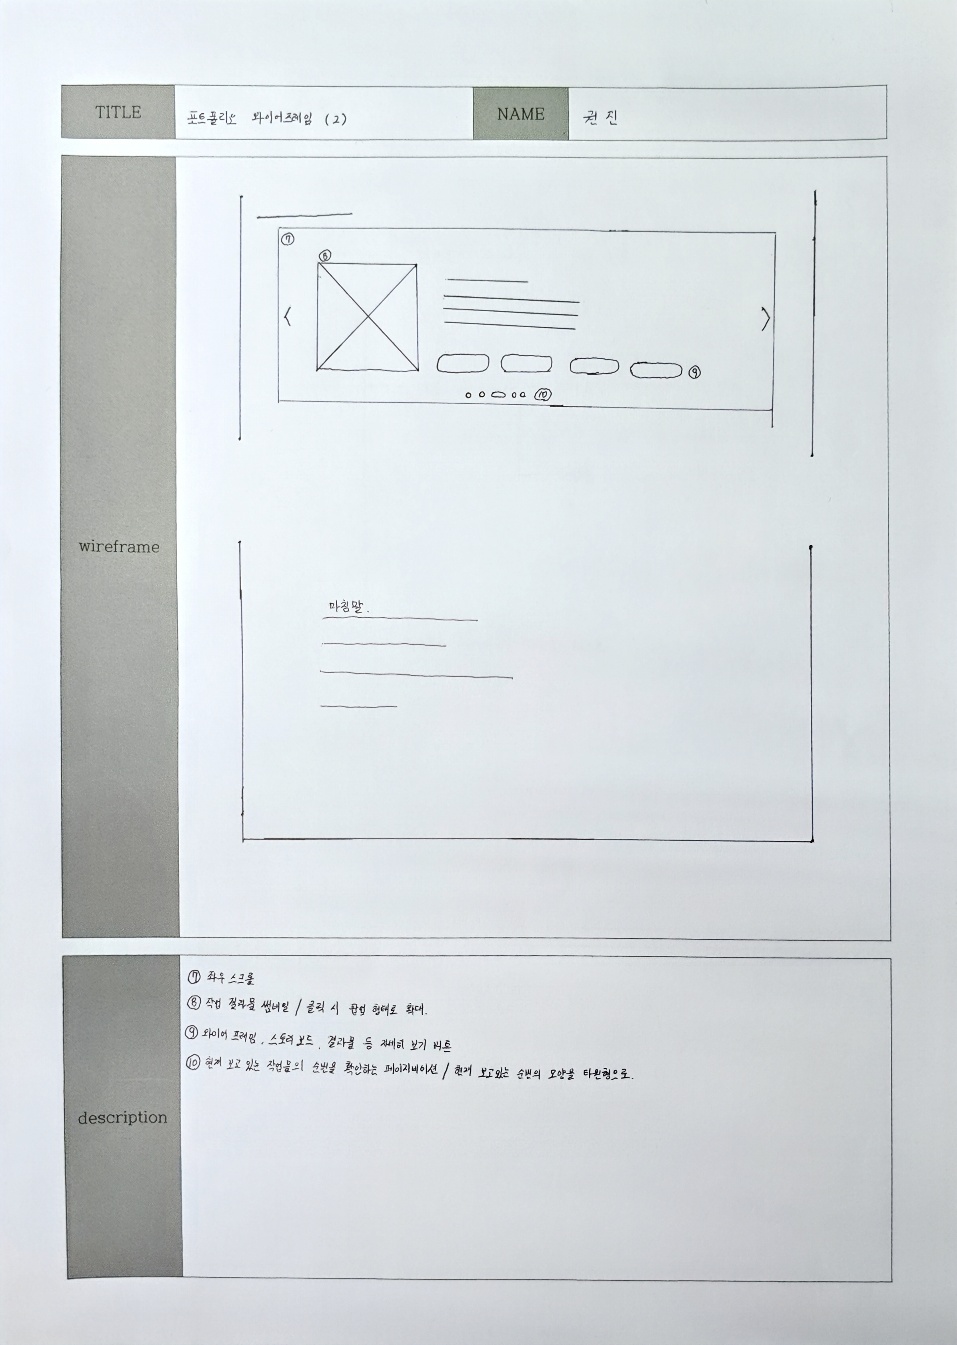 TITLE
포트폴리오 와이어프레임 (2)
NAME
권 진
wireframe
⑦
⑧
⑨
⑩
마침말.
description
⑦ 좌우 스크롤
⑧ 작업 결과물 썸네일 / 클릭 시 팝업 형태로 확대.
⑨ 와이어 프레임, 스토리 보드, 결과물 등 자세히 보기 버튼
⑩ 현재 보고 있는 작업물의 순번을 확인하는 페이지네이션 / 현재 보고있는 순번의 모양을 타원형으로.